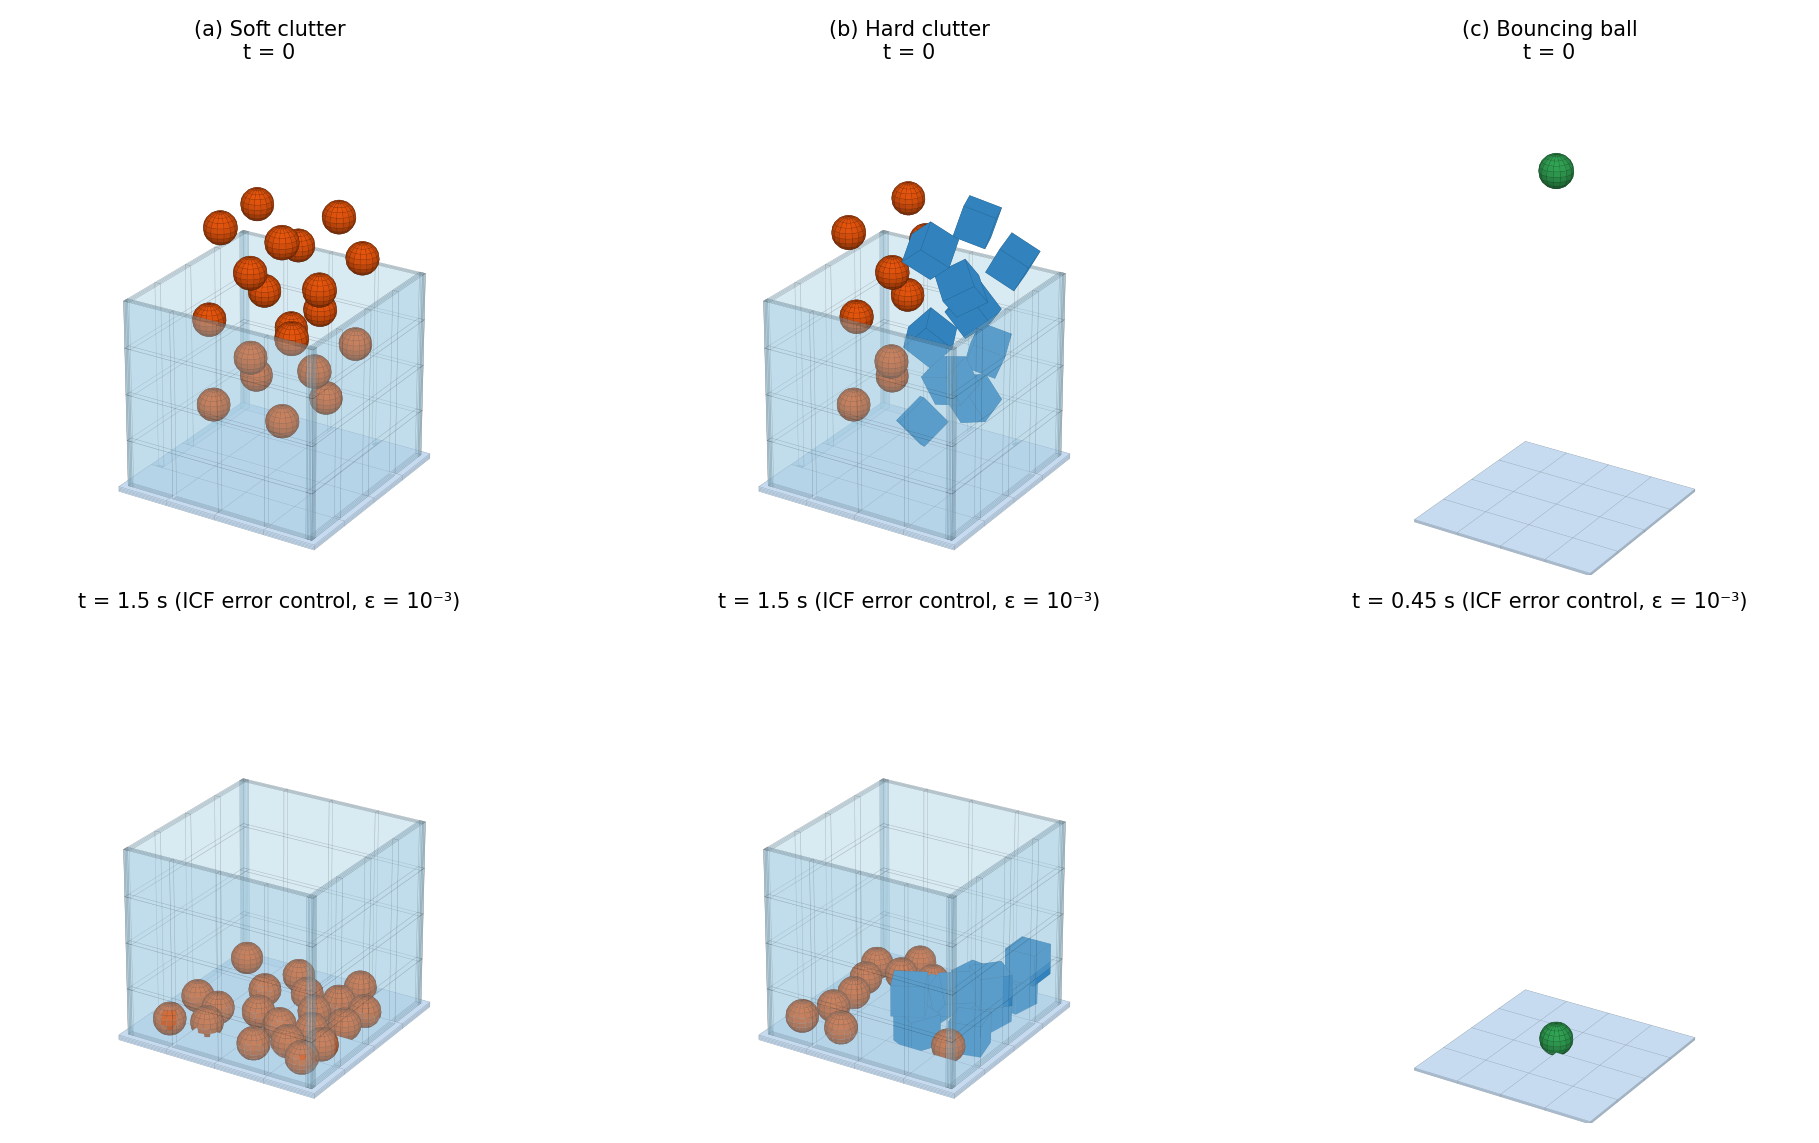 (a) Soft clutter
t = 0
(b) Hard clutter
t = 0
(c) Bouncing ball
t = 0
t = 1.5 s (ICF error control, ε = 10⁻³)
t = 1.5 s (ICF error control, ε = 10⁻³)
t = 0.45 s (ICF error control, ε = 10⁻³)